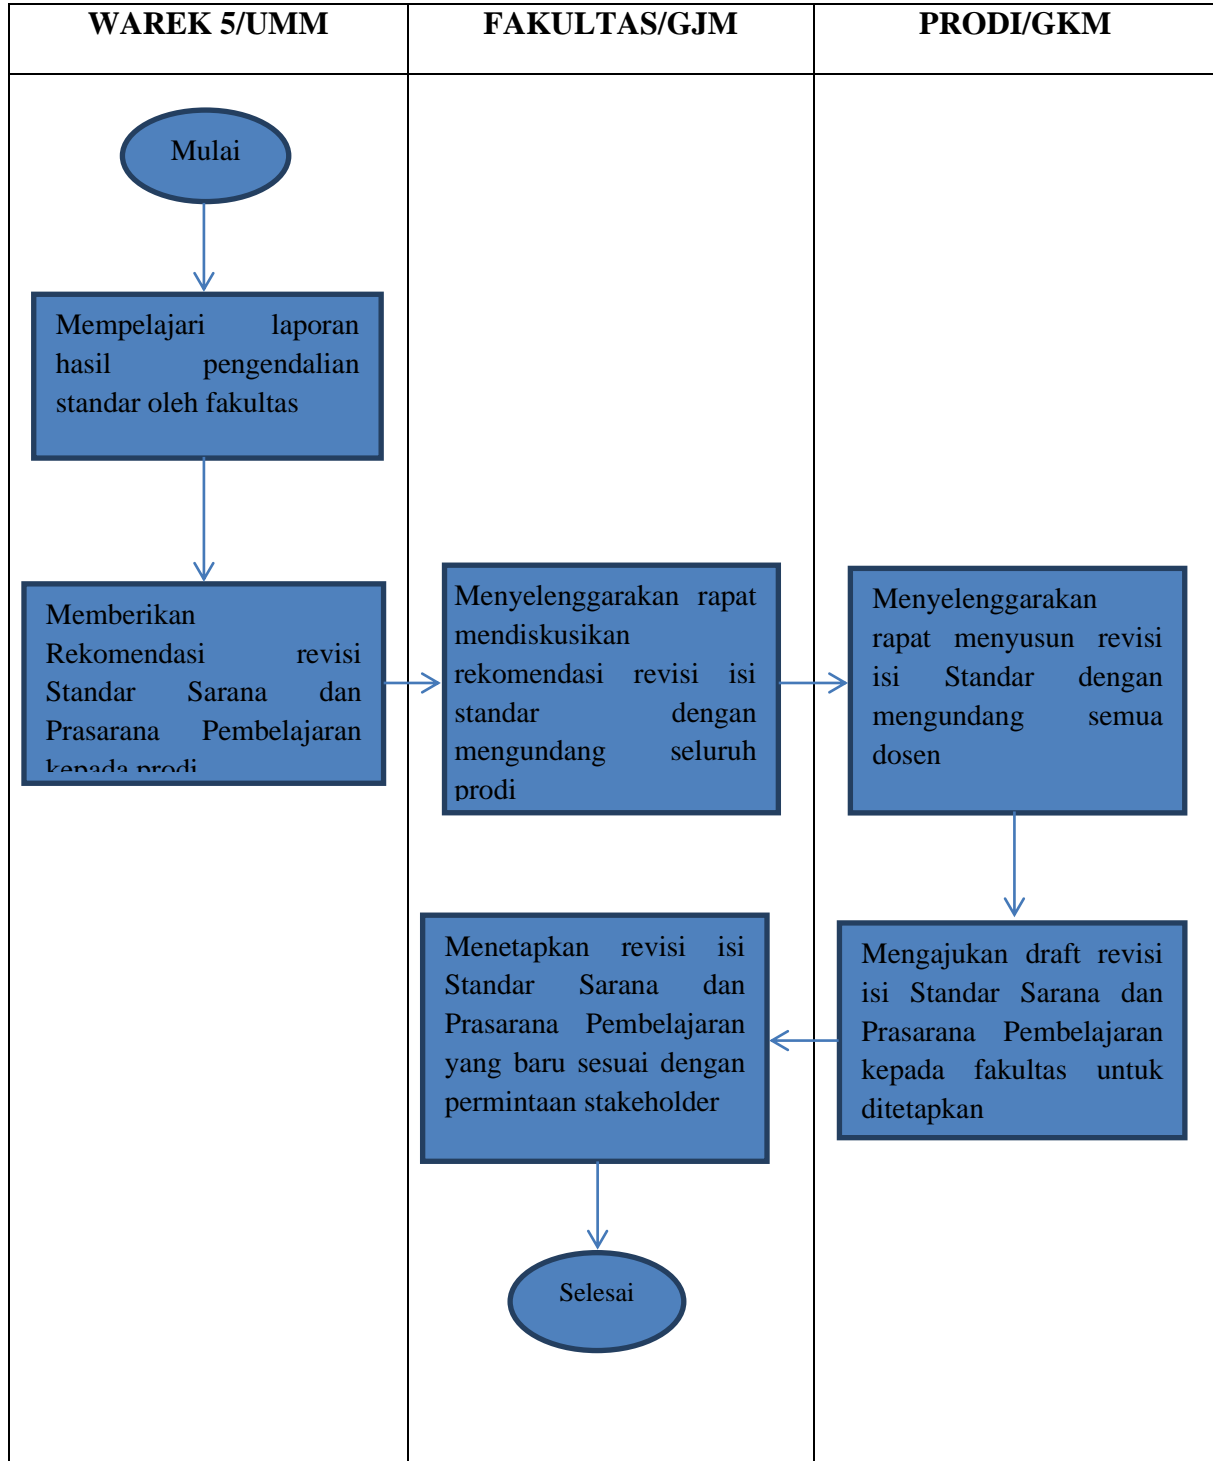 WAREK 5/UMM
FAKULTAS/GJM
PRODI/GKM
Mulai
Mempelajari laporan
hasil pengendalian
standar oleh fakultas
Memberikan
Rekomendasi revisi
Standar Sarana dan
Prasarana Pembelajaran
kepada prodi
Menyelenggarakan rapat
mendiskusikan
rekomendasi revisi isi
standar dengan
mengundang seluruh
prodi
Menyelenggarakan
rapat menyusun revisi
isi Standar dengan
mengundang semua
dosen
Mengajukan draft revisi
isi Standar Sarana dan
Prasarana Pembelajaran
kepada fakultas untuk
ditetapkan
Menetapkan revisi isi
Standar Sarana dan
Prasarana Pembelajaran
yang baru sesuai dengan
permintaan stakeholder
Selesai